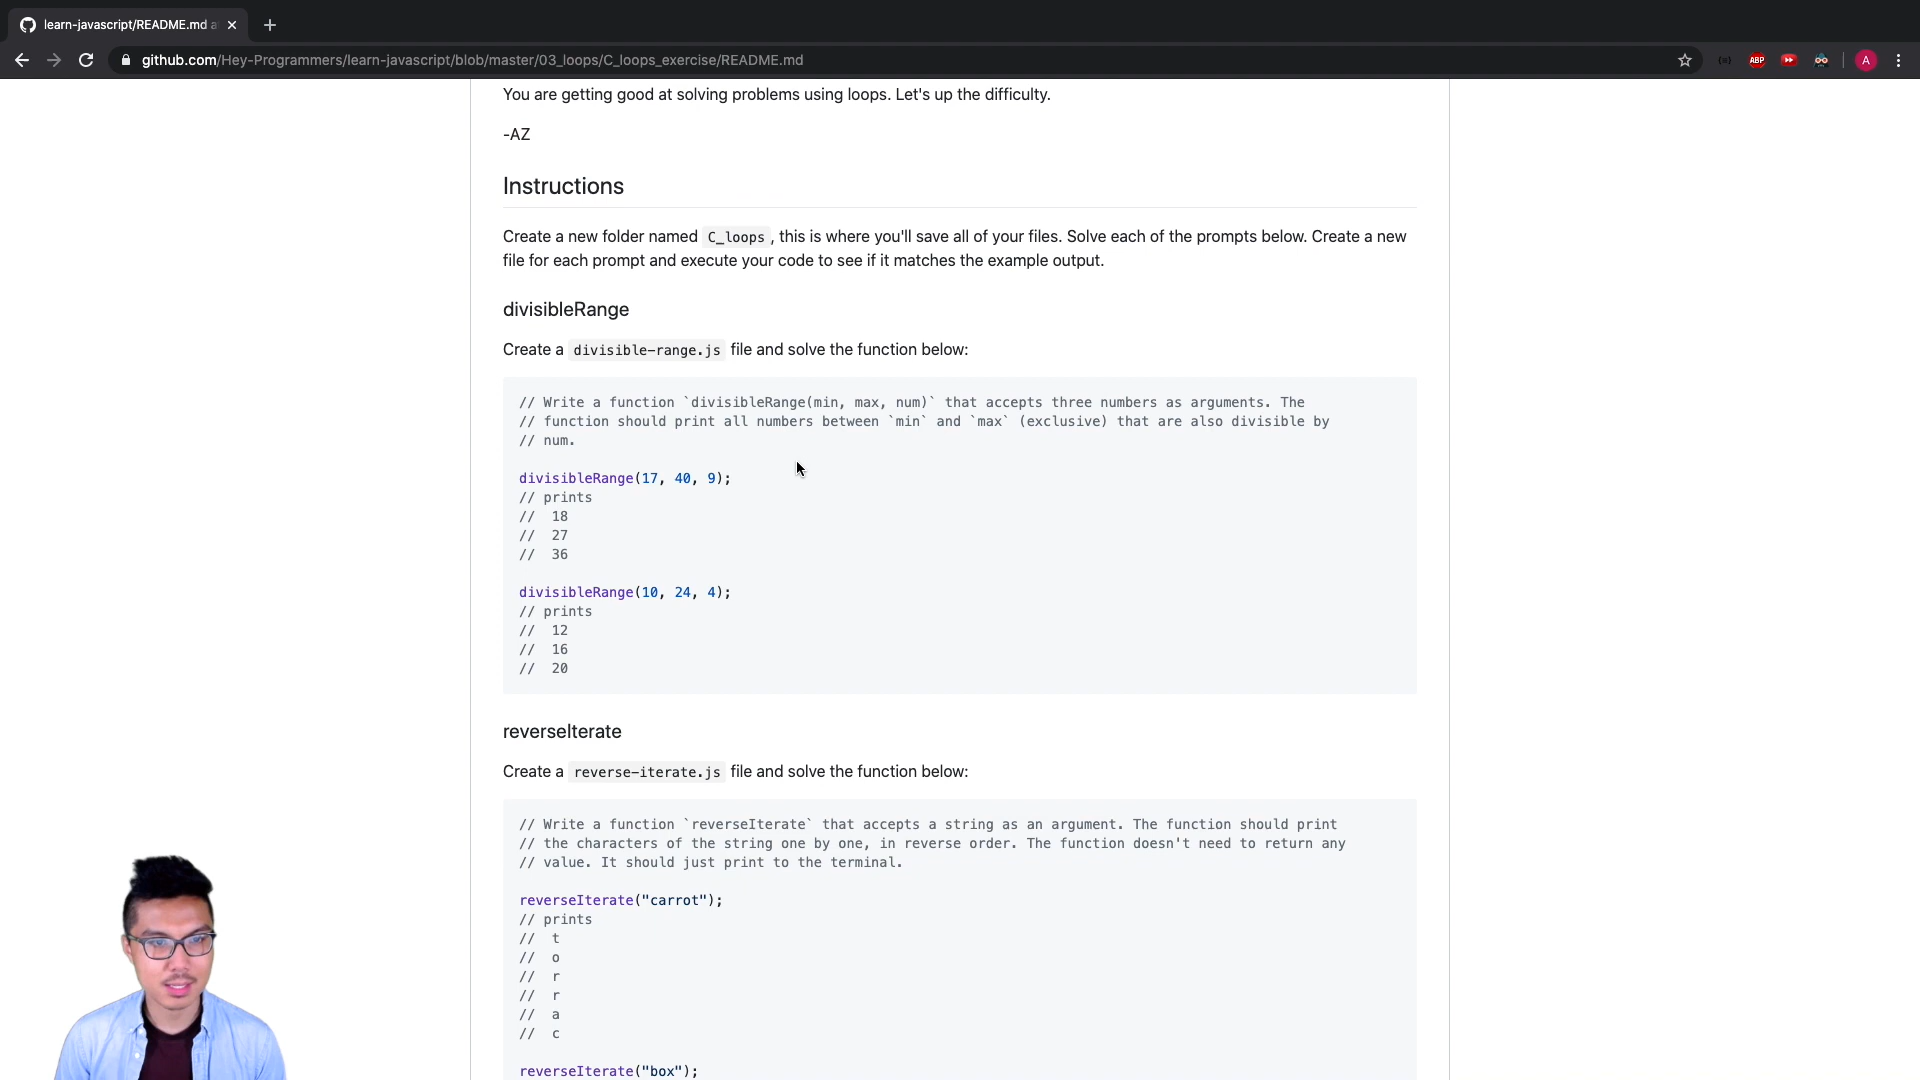 learn-javascript/README.md a
github.com/Hey-Programmers/learn-javascript/blob/master/03_loops/C_loops_exercise/README.md
ABP
A
You are getting good at solving problems using loops. Let's up the difficulty.
-AZ
Instructions
Create a new folder named C_loops , this is where you'll save all of your files. Solve each of the prompts below. Create a new
file for each prompt and execute your code to see if it matches the example output.
divisibleRange
Create a divisible-range.js file and solve the function below:
// Write a function `divisibleRange(min, max, num)` that accepts three numbers as arguments. The
// function should print all numbers between `min` and `max` (exclusive) that are also divisible by
// num.
divisibleRange(17, 40, 9);
// prints
//  18
//  27
//  36
divisibleRange(10, 24, 4);
// prints
//  12
//  16
//  20
reverseIterate
Create a reverse-iterate.js file and solve the function below:
// Write a function `reverseIterate` that accepts a string as an argument. The function should print
// the characters of the string one by one, in reverse order. The function doesn't need to return any
// value. It should just print to the terminal.
reverseIterate("carrot");
// prints
//  t
//  o
//  r
//  r
//  a
//  c
reverseIterate("box");